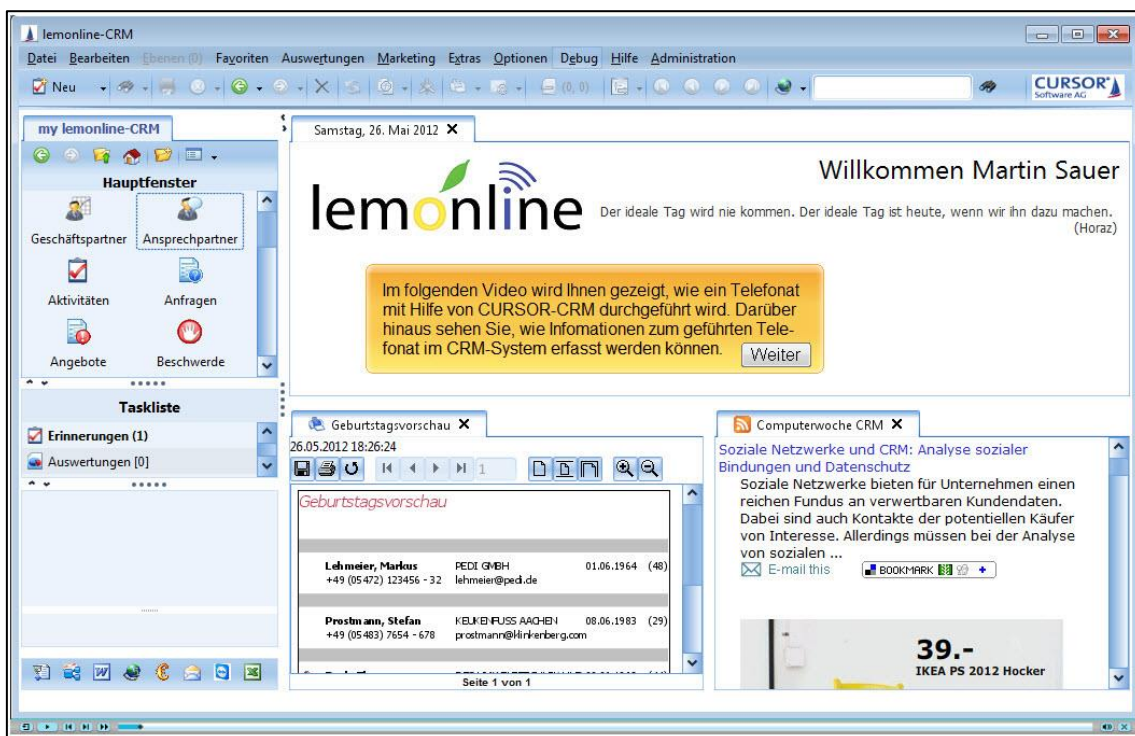 lemonline-CRM
Datei Bearbeiten Ebenen (0) Favoriten Auswertungen Marketing Extras Optionen Debug Hilfe Administration
Neu (0, 0) CURSOR
Software AG
my lemonline-CRM
Hauptfenster
Geschäftspartner Ansprechpartner
Aktivitäten Anfragen
Angebote Beschwerde
Taskliste
Erinnerungen (1)
Auswertungen [0]
Samstag, 26. Mai 2012
lemonline
Willkommen Martin Sauer
Der ideale Tag wird nie kommen. Der ideale Tag ist heute, wenn wir ihn dazu machen.
(Horaz)
Im folgenden Video wird Ihnen gezeigt, wie ein Telefonat
mit Hilfe von CURSOR-CRM durchgeführt wird. Darüber
hinaus sehen Sie, wie Infomationen zum geführten Tele-
fonat im CRM-System erfasst werden können.
Weiter
Geburtstagsvorschau
26.05.2012 18:26:24
1
Geburtstagsvorschau
Lehmeier, Markus PEDI GMBH 01.06.1964 (48)
+49 (05472) 123456 - 32 lehmeier@pedi.de
Prostmann, Stefan KEUKENFUSS AACHEN 08.06.1983 (29)
+49 (05483) 7654 - 678 prostmann@klinkenberg.com
Seite 1 von 1
Computerwoche CRM
Soziale Netzwerke und CRM: Analyse sozialer
Bindungen und Datenschutz
Soziale Netzwerke bieten für Unternehmen einen
reichen Fundus an verwertbaren Kundendaten.
Dabei sind auch Kontakte der potentiellen Käufer
von Interesse. Allerdings müssen bei der Analyse
von sozialen ...
E-mail this BOOKMARK
39.-
IKEA PS 2012 Hocker